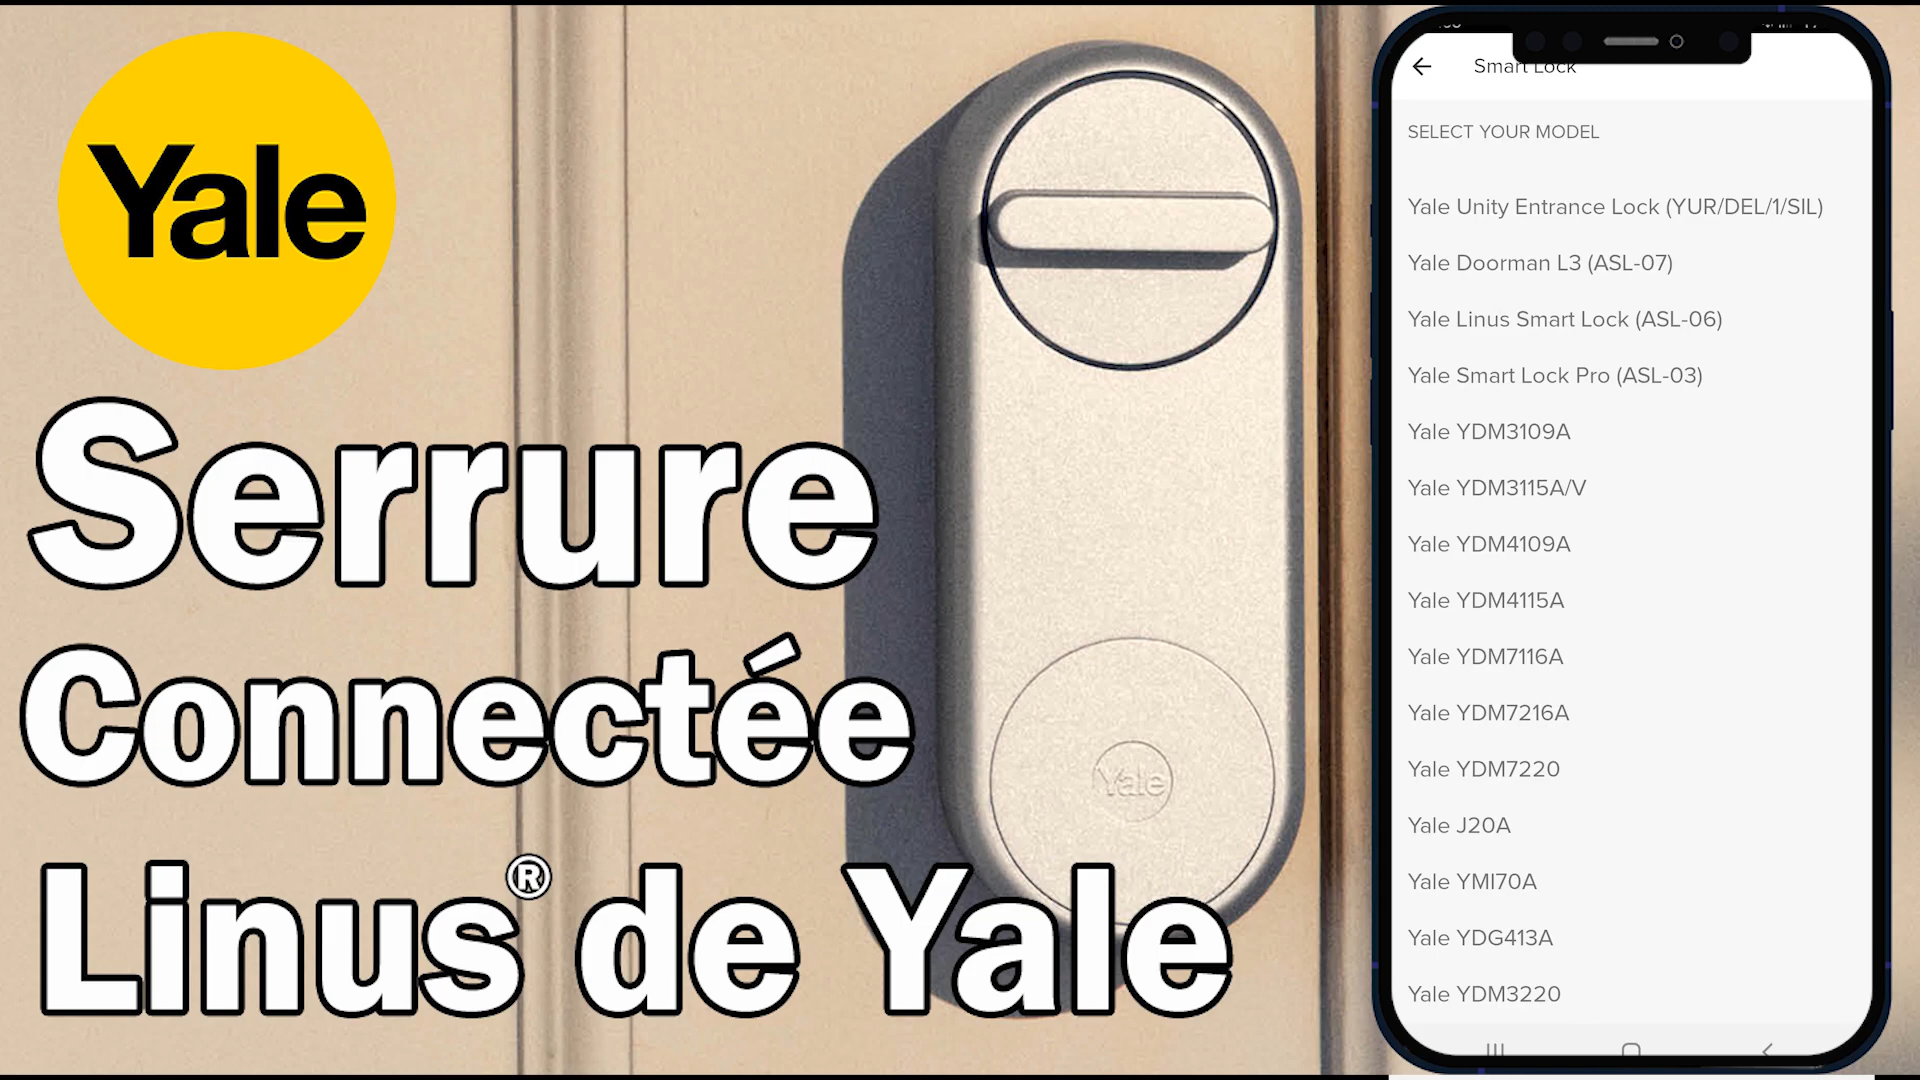 Yale
Serrure
Connectée
Linus® de Yale
Yale
Smart Lock
SELECT YOUR MODEL
Yale Unity Entrance Lock (YUR/DEL/1/SIL)
Yale Doorman L3 (ASL-07)
Yale Linus Smart Lock (ASL-06)
Yale Smart Lock Pro (ASL-03)
Yale YDM3109A
Yale YDM3115A/V
Yale YDM4109A
Yale YDM4115A
Yale YDM7116A
Yale YDM7216A
Yale YDM7220
Yale J20A
Yale YMI70A
Yale YDG413A
Yale YDM3220